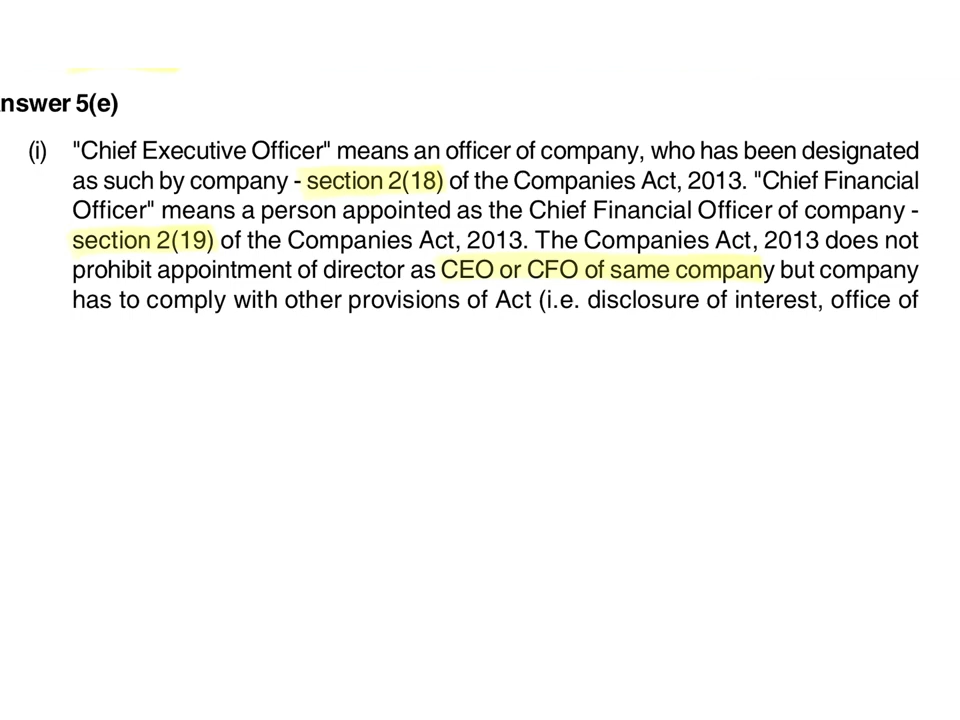 nswer 5(e)
(i) "Chief Executive Officer" means an officer of company, who has been designated
as such by company - section 2(18) of the Companies Act, 2013. "Chief Financial
Officer" means a person appointed as the Chief Financial Officer of company -
section 2(19) of the Companies Act, 2013. The Companies Act, 2013 does not
prohibit appointment of director as CEO or CFO of same company but company
has to comply with other provisions of Act (i.e. disclosure of interest, office of